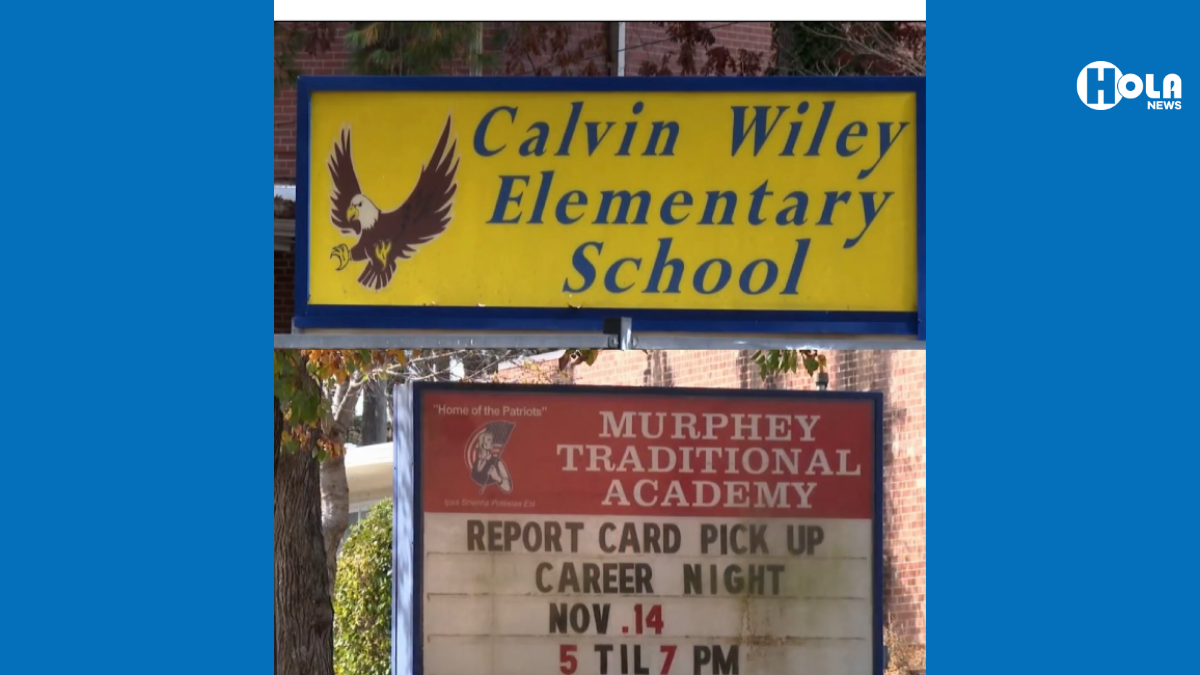 HOLA
NEWS
Calvin Wiley
Elementary
School
"Home of the Patriots"
MURPHEY
TRADITIONAL
ACADEMY
REPORT CARD PICK UP
CAREER NIGHT
NOV .14
5 TIL 7 PM